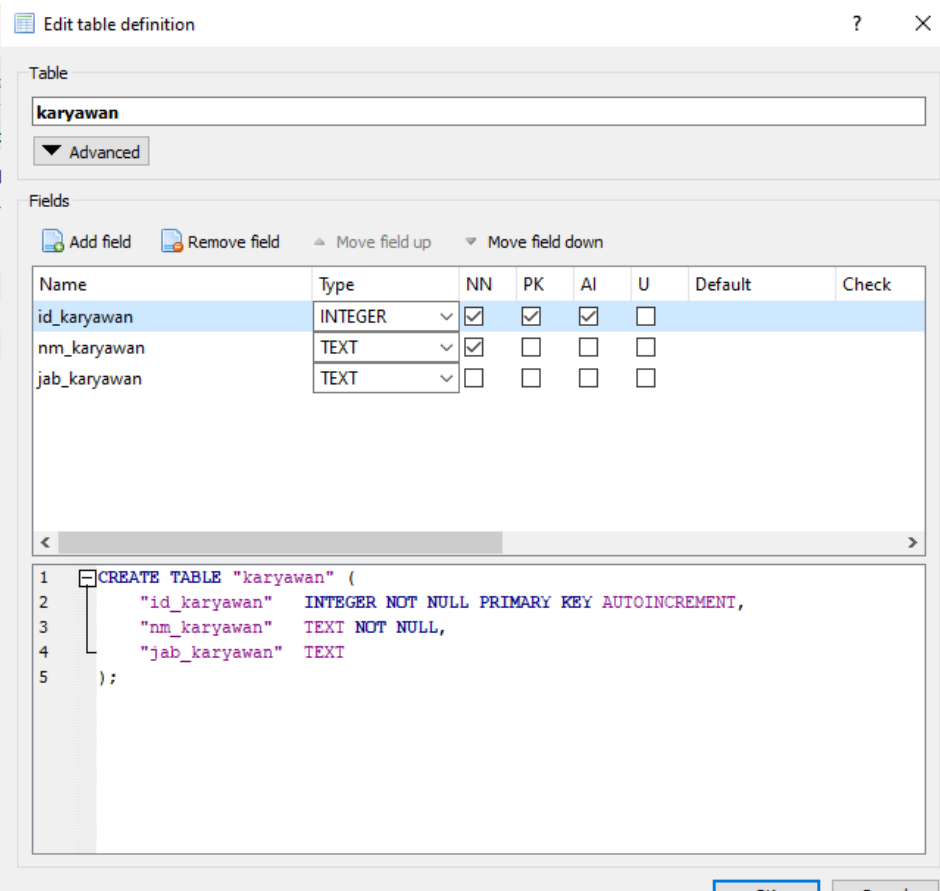 Edit table definition ?
Table
karyawan
Advanced
Fields
Add field Remove field Move field up Move field down
Name Type NN PK AI U Default Check
id_karyawan INTEGER
nm_karyawan TEXT
jab_karyawan TEXT
1 CREATE TABLE "karyawan" (
2 "id_karyawan" INTEGER NOT NULL PRIMARY KEY AUTOINCREMENT,
3 "nm_karyawan" TEXT NOT NULL,
4 "jab_karyawan" TEXT
5 );